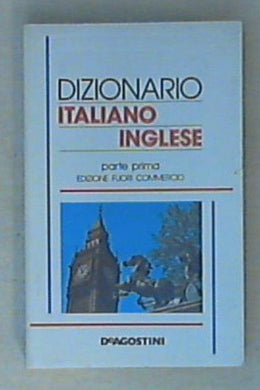 DIZIONARIO
ITALIANO
INGLESE
parte prima
EDIZIONE FUORI COMMERCIO
DEAGOSTINI